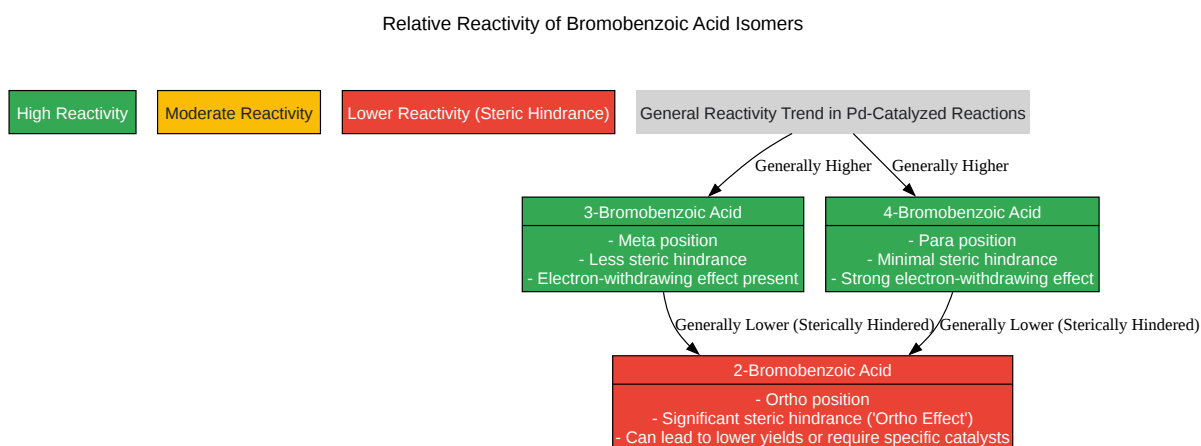 Relative Reactivity of Bromobenzoic Acid Isomers
High Reactivity
Moderate Reactivity
Lower Reactivity (Steric Hindrance)
General Reactivity Trend in Pd-Catalyzed Reactions
Generally Higher
Generally Higher
3-Bromobenzoic Acid
- Meta position
- Less steric hindrance
- Electron-withdrawing effect present
4-Bromobenzoic Acid
- Para position
- Minimal steric hindrance
- Strong electron-withdrawing effect
Generally Lower (Sterically Hindered)
Generally Lower (Sterically Hindered)
2-Bromobenzoic Acid
- Ortho position
- Significant steric hindrance ('Ortho Effect')
- Can lead to lower yields or require specific catalysts